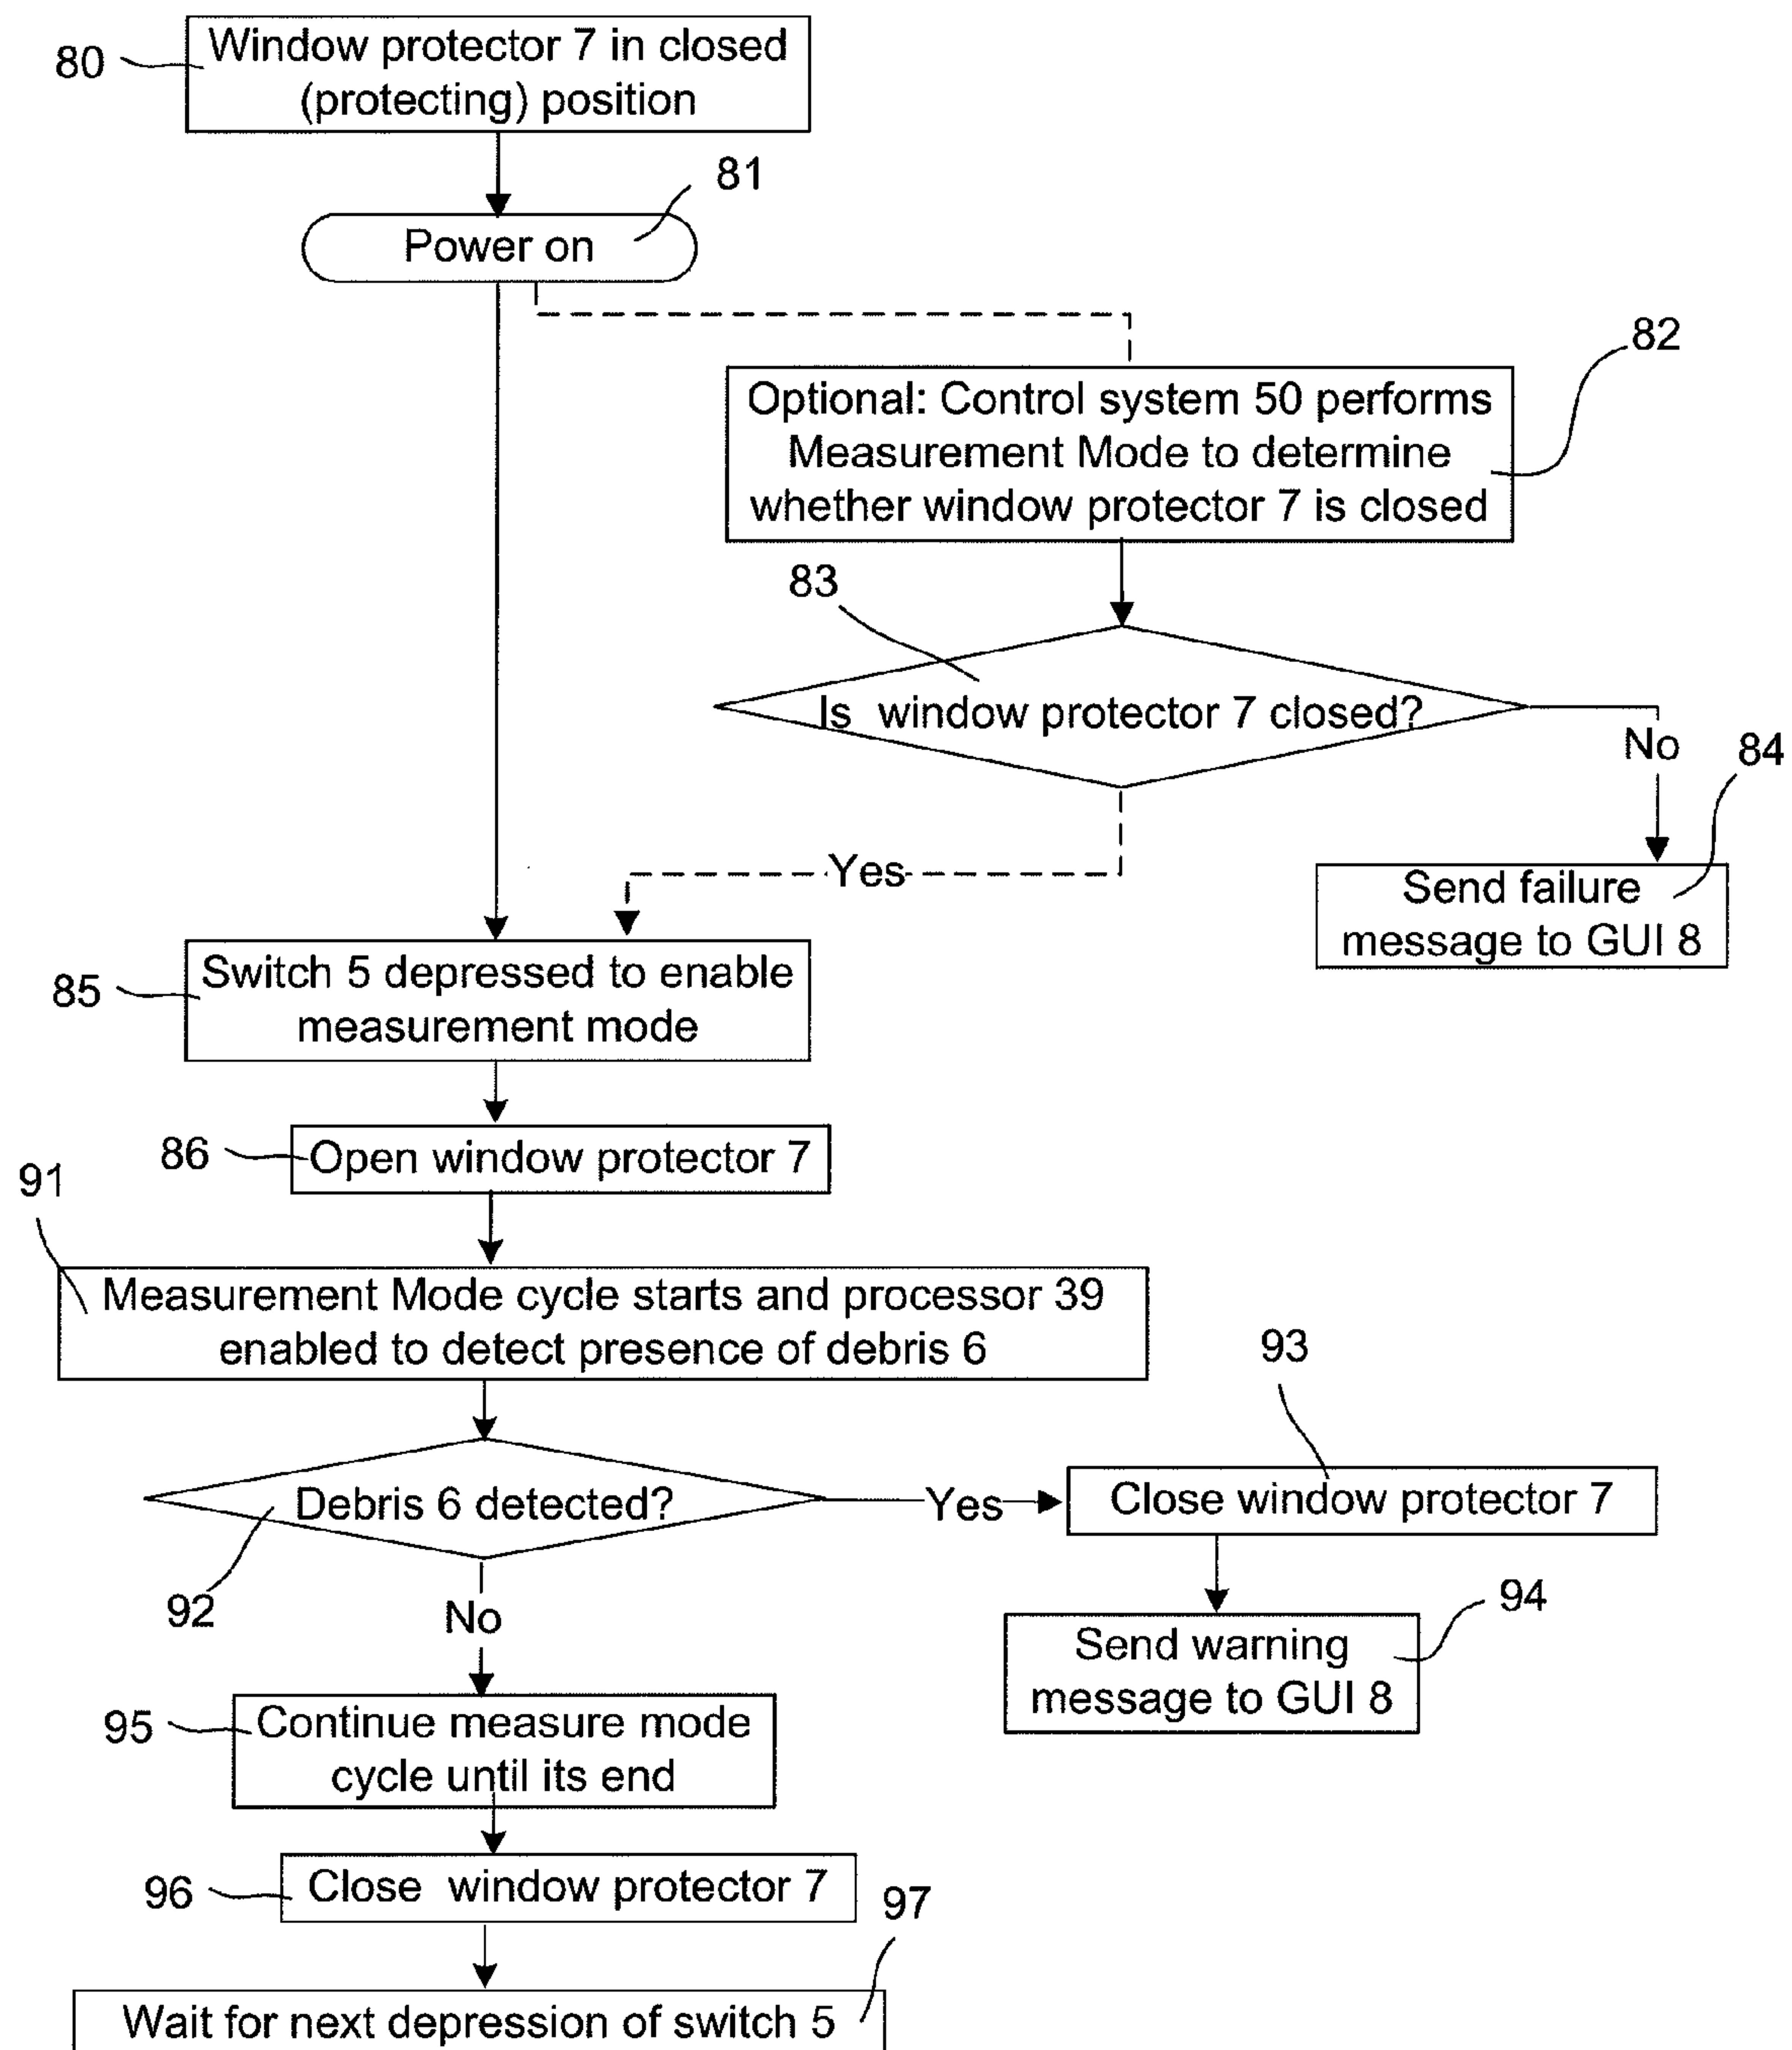 80
Window protector 7 in closed
(protecting) position
81
Power on
82
Optional: Control system 50 performs
Measurement Mode to determine
whether window protector 7 is closed
83
Is window protector 7 closed?
No
84
Yes
Send failure
message to GUI 8
85
Switch 5 depressed to enable
measurement mode
86
Open window protector 7
91
Measurement Mode cycle starts and processor 39
enabled to detect presence of debris 6
93
Debris 6 detected?
Yes
Close window protector 7
92
No
94
Send warning
message to GUI 8
95
Continue measure mode
cycle until its end
96
Close window protector 7
97
Wait for next depression of switch 5